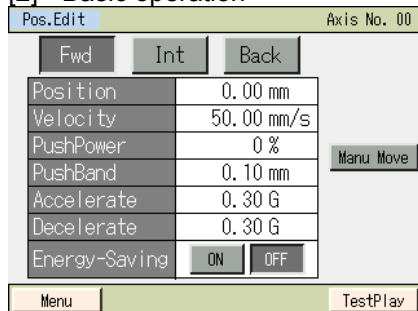 [2] Basic operation
Pos.Edit Axis No. 00
Fwd Int Back
Position 0.00 mm
Velocity 50.00 mm/s
PushPower 0 %
PushBand 0.10 mm
Manu Move
Accelerate 0.30 G
Decelerate 0.30 G
Energy-Saving ON OFF
Menu TestPlay